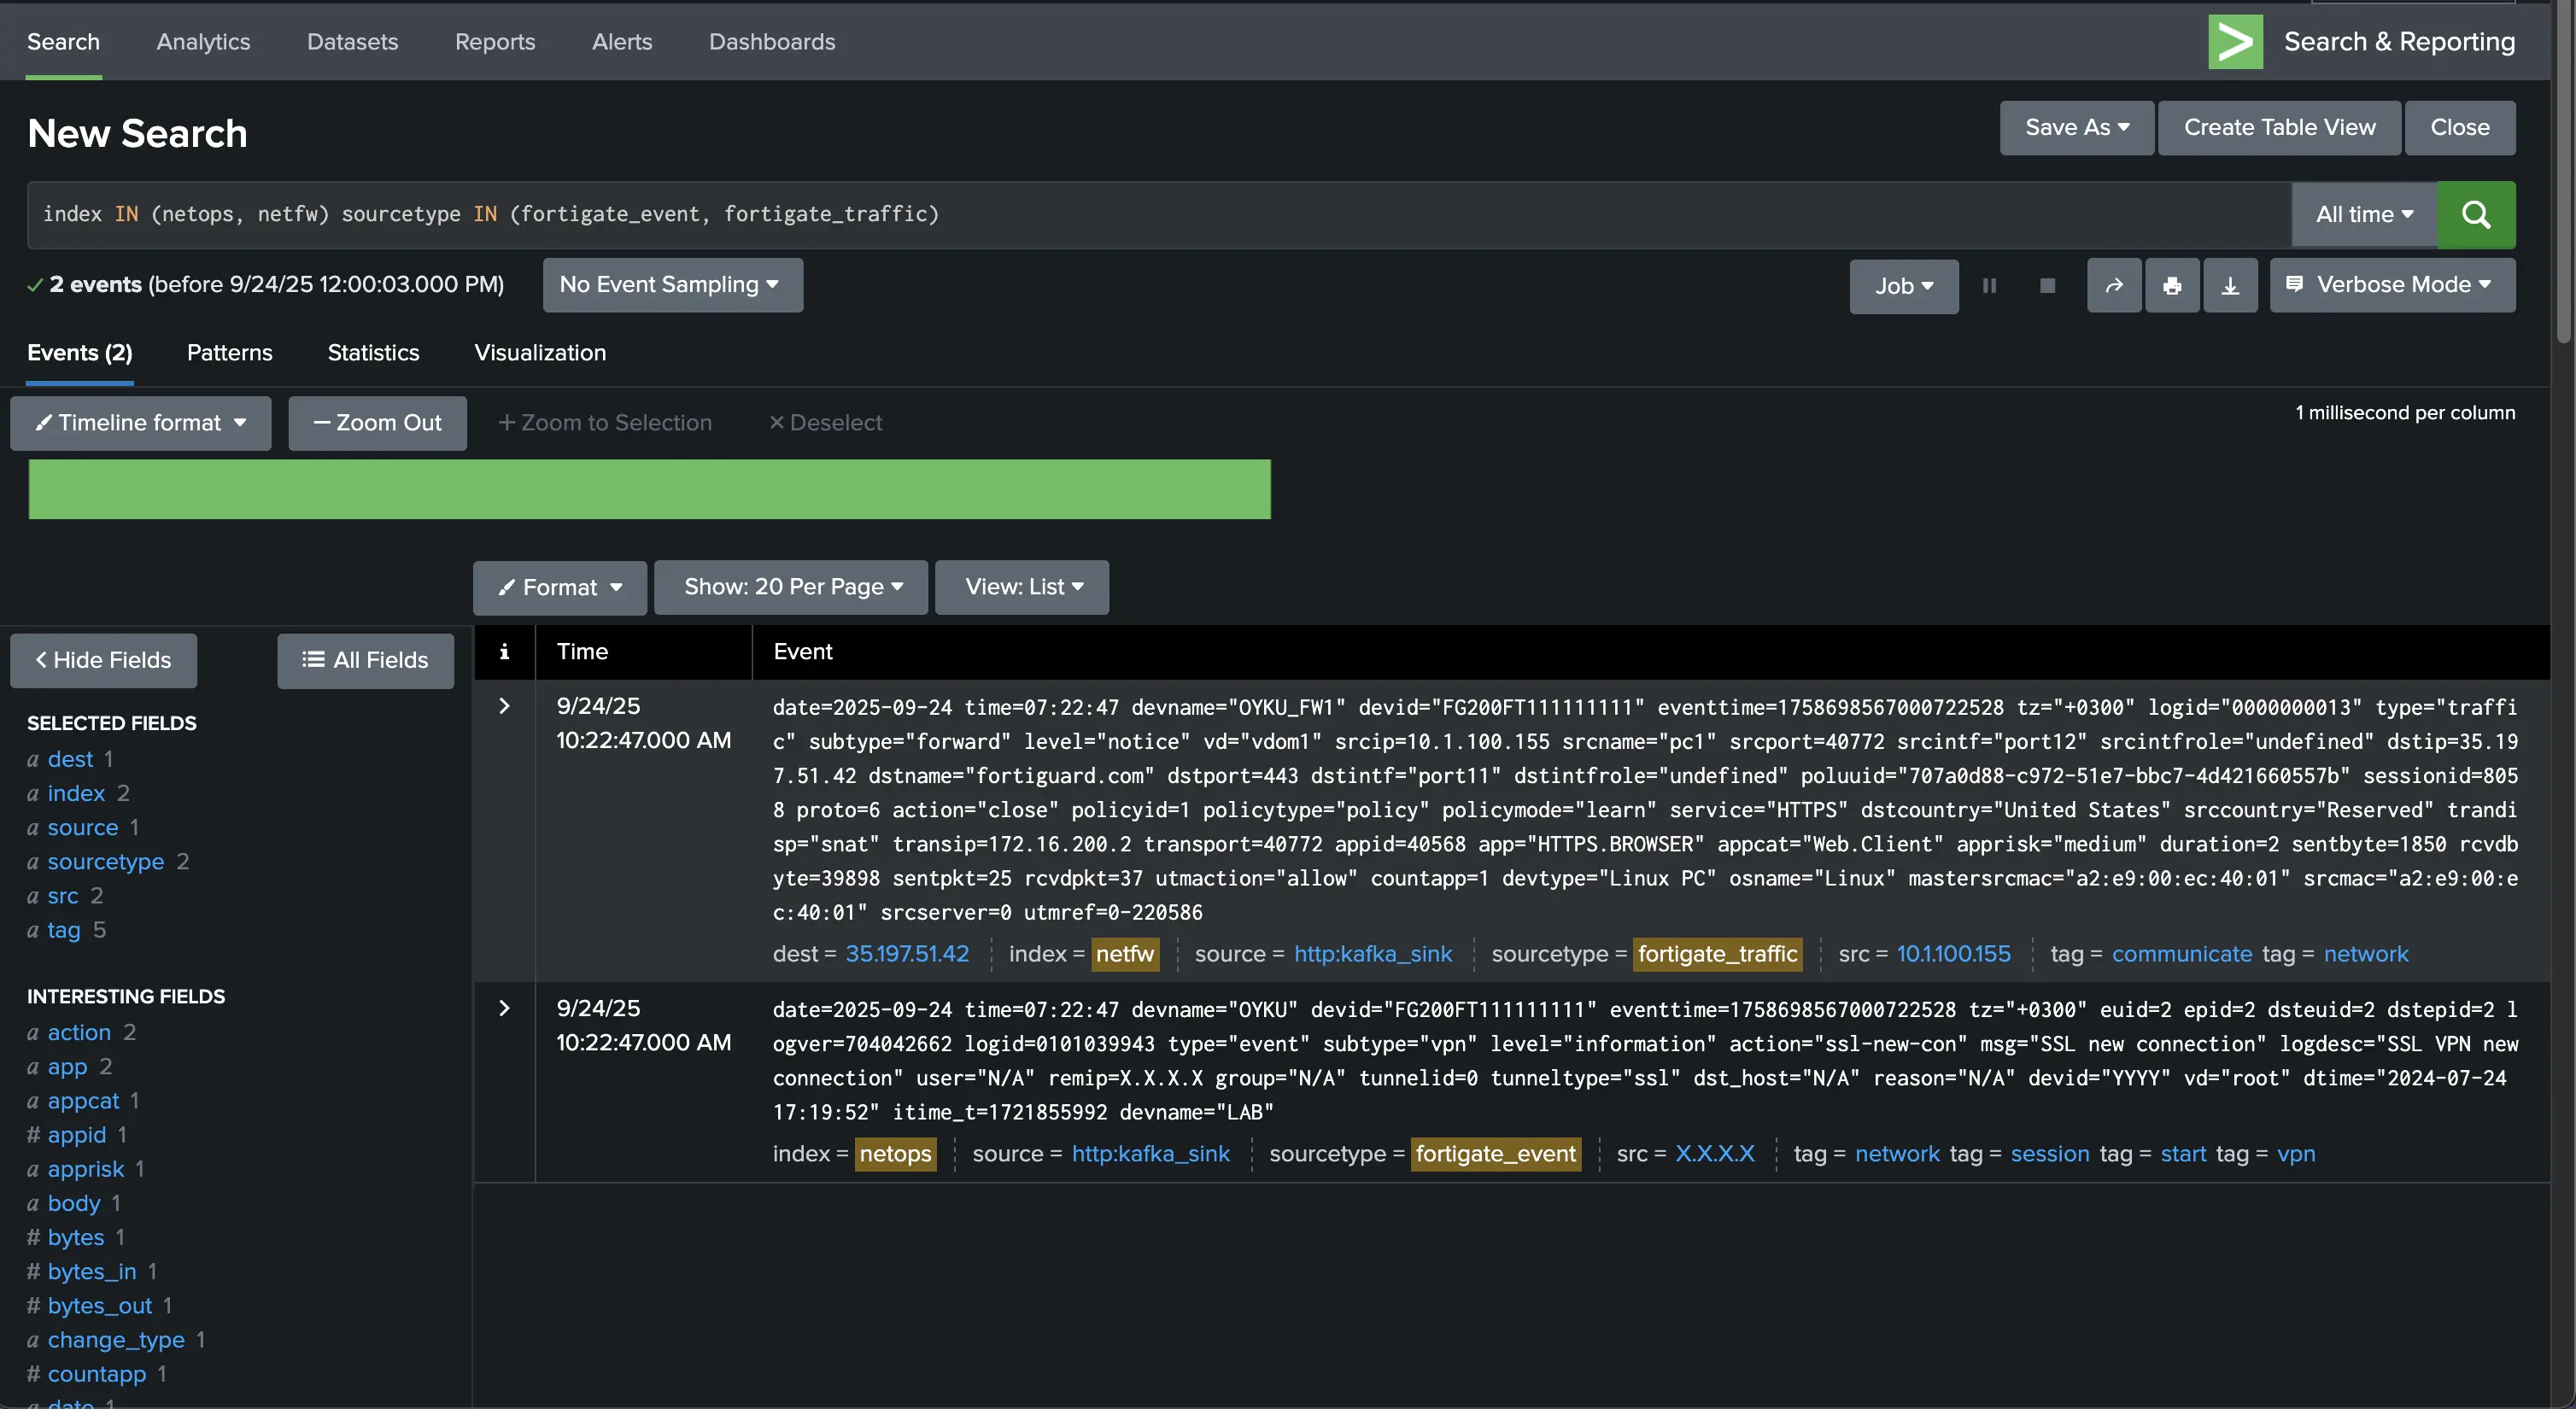 Search Analytics Datasets Reports Alerts Dashboards > Search & Reporting
New Search
Save As Create Table View Close
index IN (netops, netfw) sourcetype IN (fortigate_event, fortigate_traffic)
All time
✓ 2 events (before 9/24/25 12:00:03.000 PM) No Event Sampling
Job Verbose Mode
Events (2) Patterns Statistics Visualization
Timeline format — Zoom Out + Zoom to Selection × Deselect
1 millisecond per column
Format Show: 20 Per Page View: List
< Hide Fields All Fields
SELECTED FIELDS
a dest 1
a index 2
a source 1
a sourcetype 2
a src 2
a tag 5
INTERESTING FIELDS
a action 2
a app 2
a appcat 1
# appid 1
a apprisk 1
a body 1
# bytes 1
# bytes_in 1
# bytes_out 1
a change_type 1
# countapp 1
a date 1
i Time Event
> 9/24/25
10:22:47.000 AM
date=2025-09-24 time=07:22:47 devname="OYKU_FW1" devid="FG200FT111111111" eventtime=1758698567000722528 tz="+0300" logid="0000000013" type="traffi
c" subtype="forward" level="notice" vd="vdom1" srcip=10.1.100.155 srcname="pc1" srcport=40772 srcintf="port12" srcintfrole="undefined" dstip=35.19
7.51.42 dstname="fortiguard.com" dstport=443 dstintf="port11" dstintfrole="undefined" poluuid="707a0d88-c972-51e7-bbc7-4d421660557b" sessionid=805
8 proto=6 action="close" policyid=1 policytype="policy" policymode="learn" service="HTTPS" dstcountry="United States" srccountry="Reserved" trandi
sp="snat" transip=172.16.200.2 transport=40772 appid=40568 app="HTTPS.BROWSER" appcat="Web.Client" apprisk="medium" duration=2 sentbyte=1850 rcvdb
yte=39898 sentpkt=25 rcvdpkt=37 utmaction="allow" countapp=1 devtype="Linux PC" osname="Linux" mastersrcmac="a2:e9:00:ec:40:01" srcmac="a2:e9:00:e
c:40:01" srcserver=0 utmref=0-220586
dest = 35.197.51.42 index = netfw source = http:kafka_sink sourcetype = fortigate_traffic src = 10.1.100.155 tag = communicate tag = network
> 9/24/25
10:22:47.000 AM
date=2025-09-24 time=07:22:47 devname="OYKU" devid="FG200FT111111111" eventtime=1758698567000722528 tz="+0300" euid=2 epid=2 dsteuid=2 dstepid=2 l
ogver=704042662 logid=0101039943 type="event" subtype="vpn" level="information" action="ssl-new-con" msg="SSL new connection" logdesc="SSL VPN new
connection" user="N/A" remip=X.X.X.X group="N/A" tunnelid=0 tunneltype="ssl" dst_host="N/A" reason="N/A" devid="YYYY" vd="root" dtime="2024-07-24
17:19:52" itime_t=1721855992 devname="LAB"
index = netops source = http:kafka_sink sourcetype = fortigate_event src = X.X.X.X tag = network tag = session tag = start tag = vpn